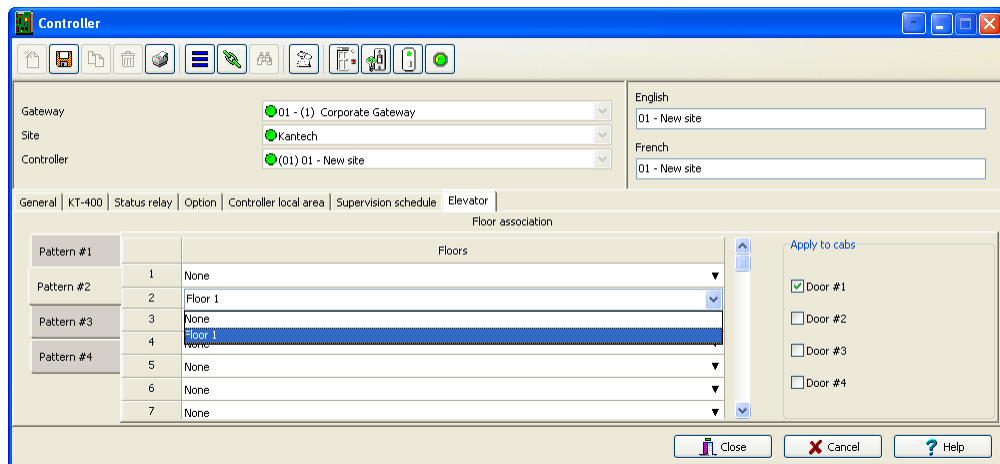 Controller
English
Gateway
01 - (1) Corporate Gateway
01 - New site
Site
Kantech
French
Controller
(01) 01 - New site
01 - New site
General KT-400 Status relay Option Controller local area Supervision schedule Elevator
Floor association
Pattern #1
Pattern #2
Pattern #3
Pattern #4
Floors
1 None
2 Floor 1
3 None
Floor 1
4 None
5 None
6 None
7 None
Apply to cabs
Door #1
Door #2
Door #3
Door #4
Close Cancel ? Help